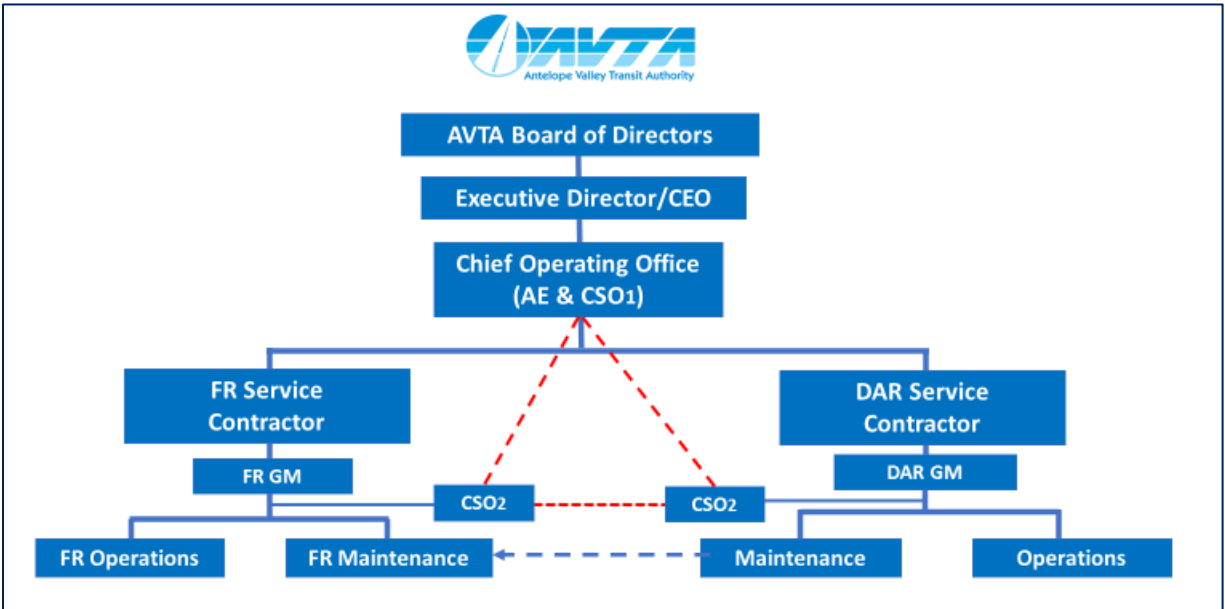 AVTA
Antelope Valley Transit Authority
AVTA Board of Directors
Executive Director/CEO
Chief Operating Office
(AE & CSO1)
FR Service
Contractor
DAR Service
Contractor
FR GM
DAR GM
CSO2
CSO2
FR Operations
FR Maintenance
Maintenance
Operations